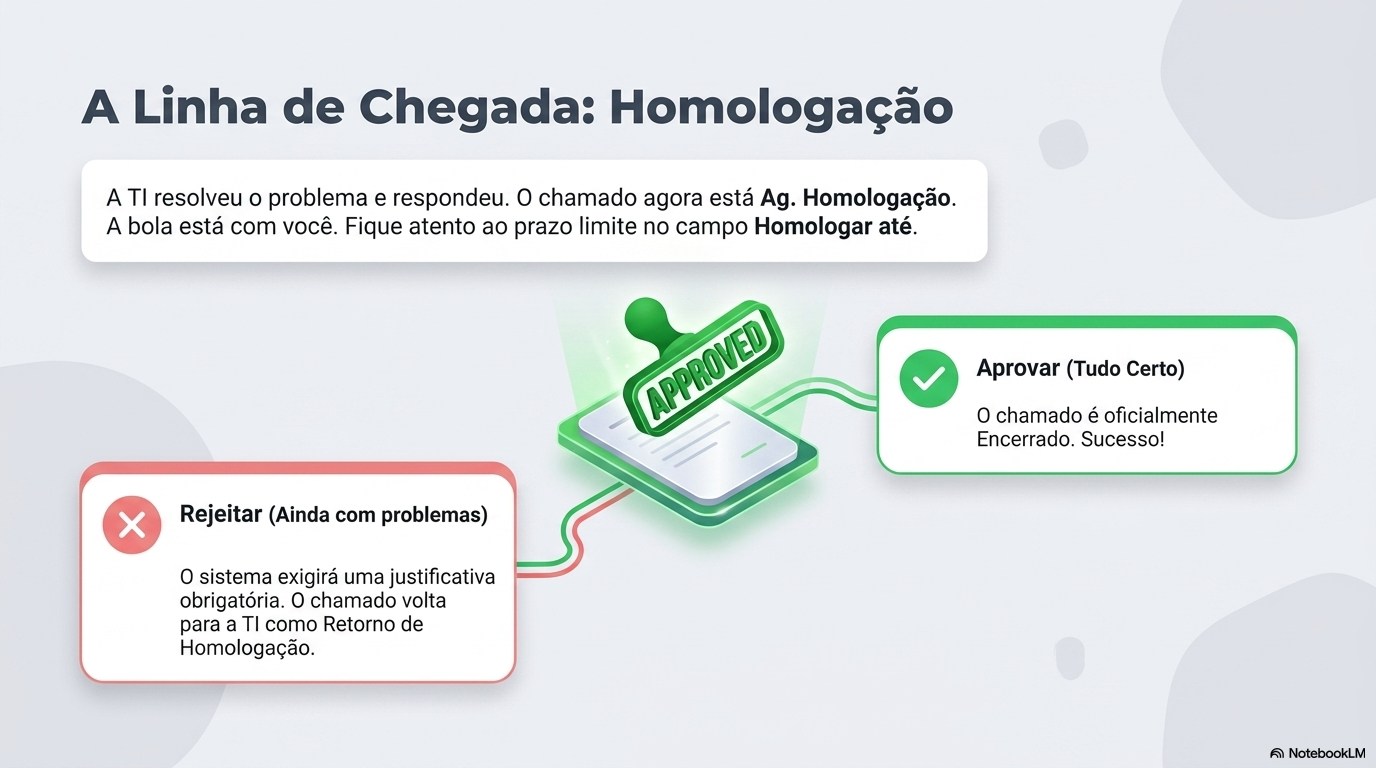 A Linha de Chegada: Homologação
A TI resolveu o problema e respondeu. O chamado agora está Ag. Homologação.
A bola está com você. Fique atento ao prazo limite no campo Homologar até.
APPROVED
Aprovar (Tudo Certo)
O chamado é oficialmente
Encerrado. Sucesso!
Rejeitar (Ainda com problemas)
O sistema exigirá uma justificativa
obrigatória. O chamado volta
para a TI como Retorno de
Homologação.
NotebookLM